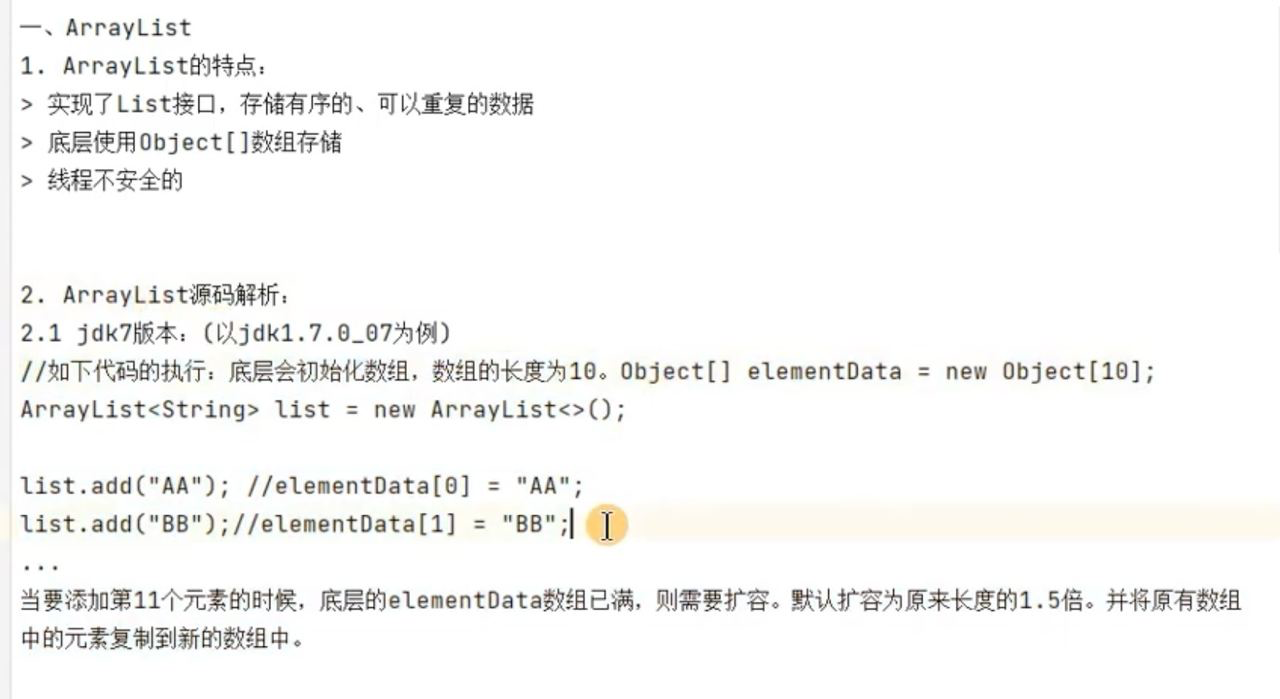 一、ArrayList
1. ArrayList的特点：
> 实现了List接口，存储有序的、可以重复的数据
> 底层使用Object[]数组存储
> 线程不安全的
2. ArrayList源码解析：
2.1 jdk7版本：(以jdk1.7.0_07为例)
//如下代码的执行：底层会初始化数组，数组的长度为10。Object[] elementData = new Object[10];
ArrayList<String> list = new ArrayList<>();
list.add("AA"); //elementData[0] = "AA";
list.add("BB");//elementData[1] = "BB";
...
当要添加第11个元素的时候，底层的elementData数组已满，则需要扩容。默认扩容为原来长度的1.5倍。并将原有数组
中的元素复制到新的数组中。